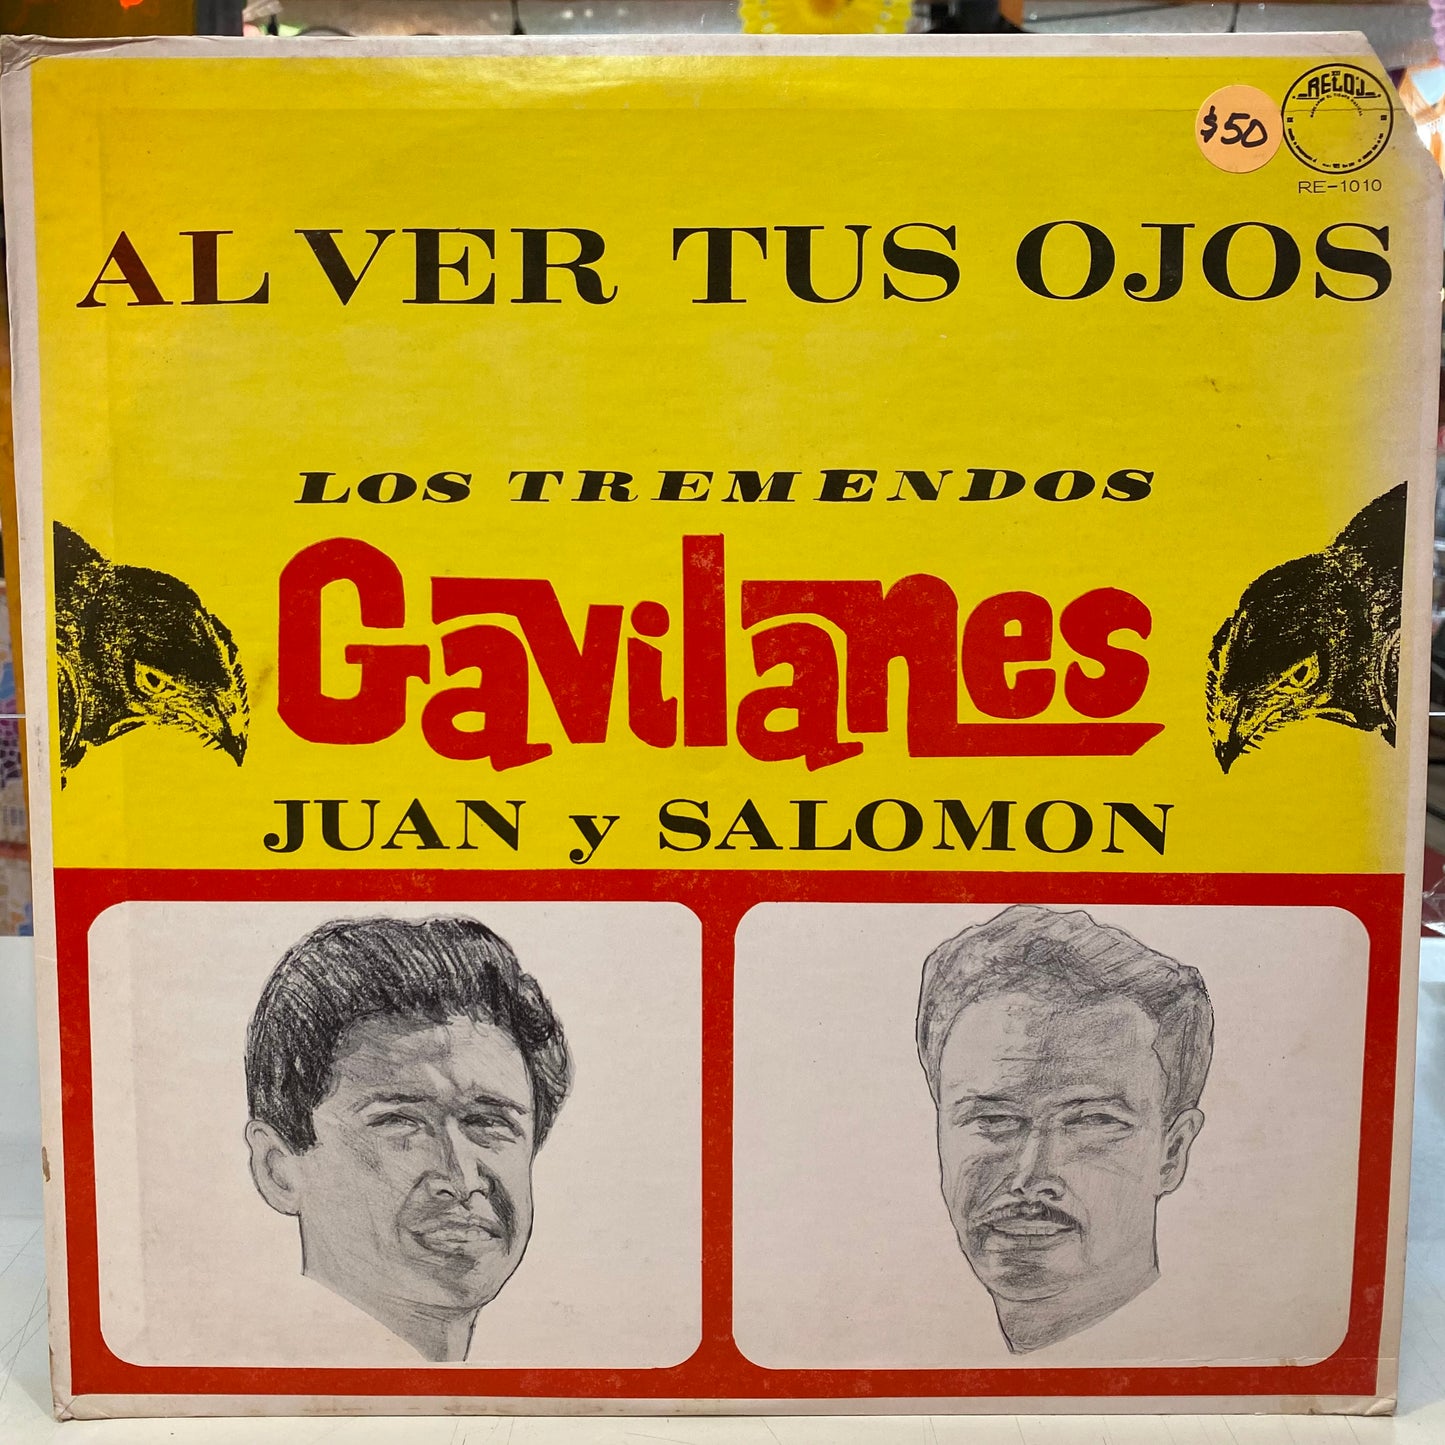 RELOJ
$50
RE-1010
AL VER TUS OJOS
LOS TREMENDOS
Gavilanes
JUAN y SALOMON